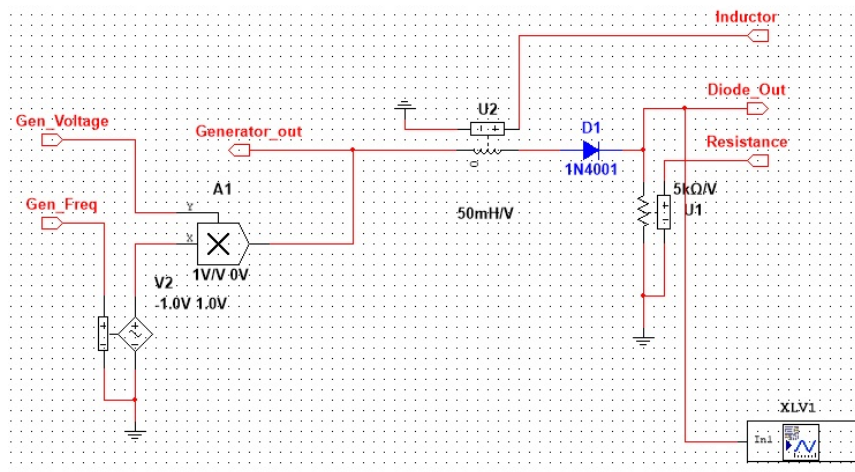 Inductor
Diode_Out
U2
Gen_Voltage
Generator_out
D1
Resistance
1N4001
A1
5kΩ/V
Gen_Freq
Y
U1
50mH/V
X
1V/V 0V
V2
-1.0V 1.0V
XLV1
In1